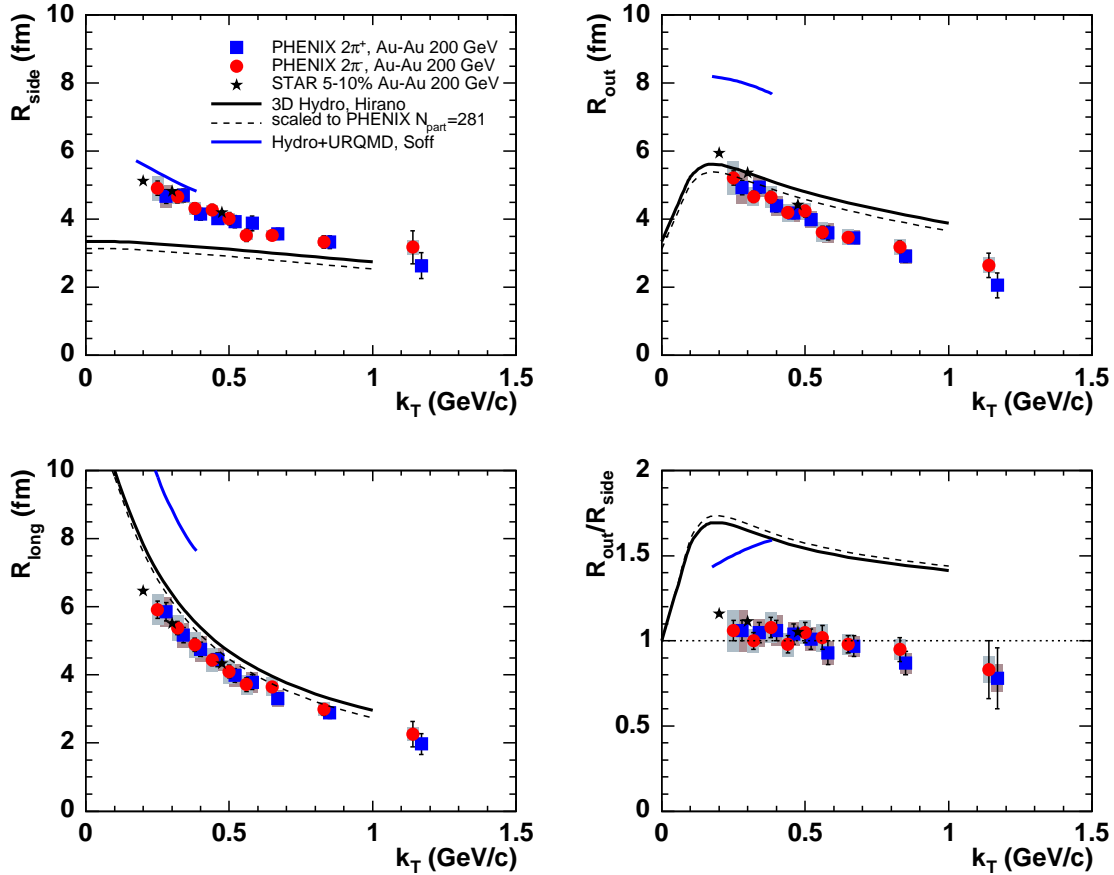 R_side (fm)
10
8
6
4
2
0
0
0.5
1
1.5
k_T (GeV/c)
PHENIX 2π⁺, Au-Au 200 GeV
PHENIX 2π⁻, Au-Au 200 GeV
STAR 5-10% Au-Au 200 GeV
3D Hydro, Hirano
scaled to PHENIX N_part=281
Hydro+URQMD, Soff
R_out (fm)
10
8
6
4
2
0
0
0.5
1
1.5
k_T (GeV/c)
R_long (fm)
10
8
6
4
2
0
0
0.5
1
1.5
k_T (GeV/c)
R_out/R_side
2
1.5
1
0.5
0
0
0.5
1
1.5
k_T (GeV/c)